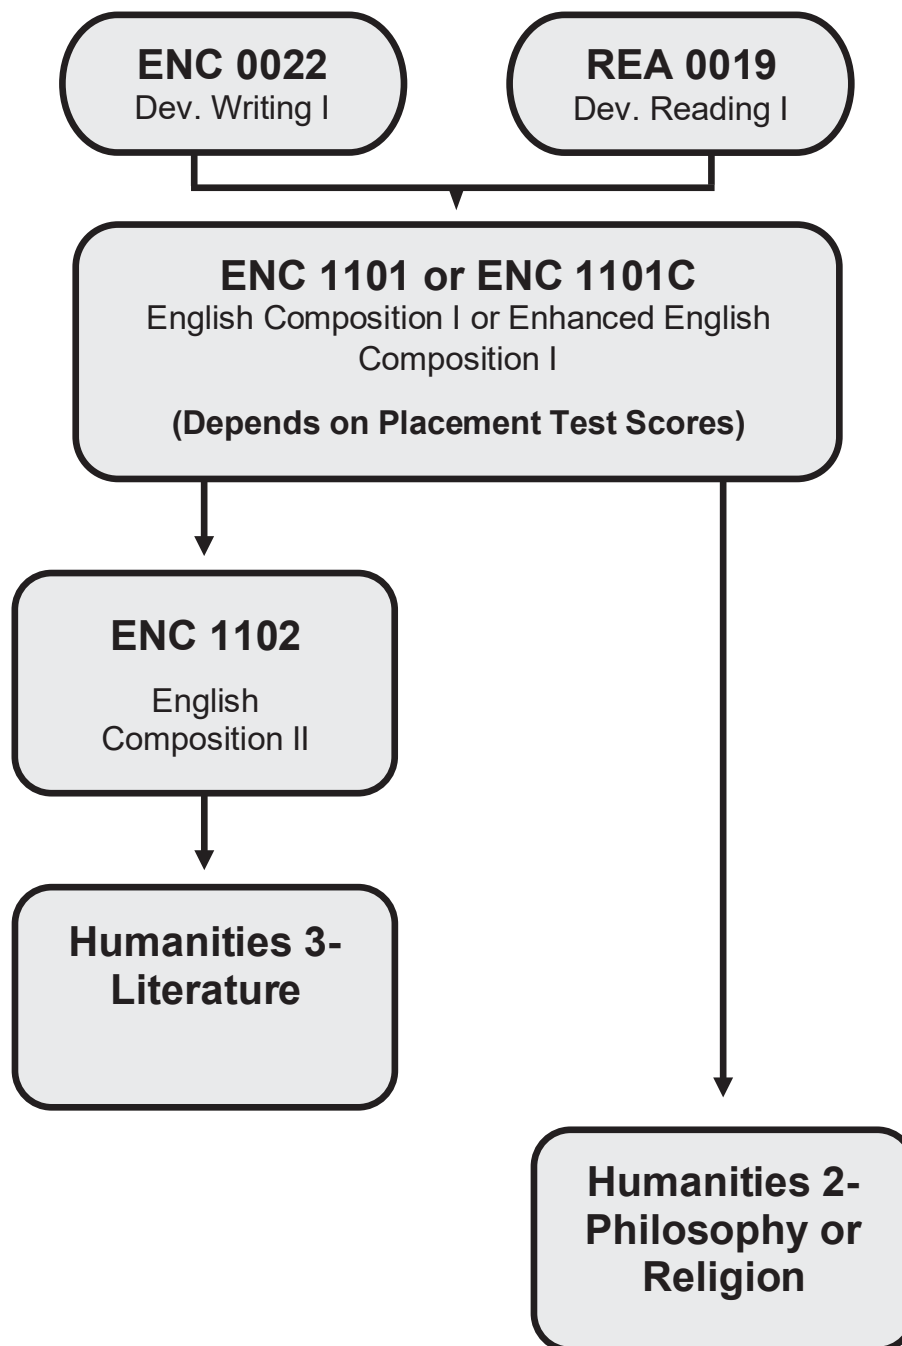 ENC 0022
Dev. Writing I
REA 0019
Dev. Reading I
ENC 1101 or ENC 1101C
English Composition I or Enhanced English
Composition I
(Depends on Placement Test Scores)
ENC 1102
English
Composition II
Humanities 3-
Literature
Humanities 2-
Philosophy or
Religion